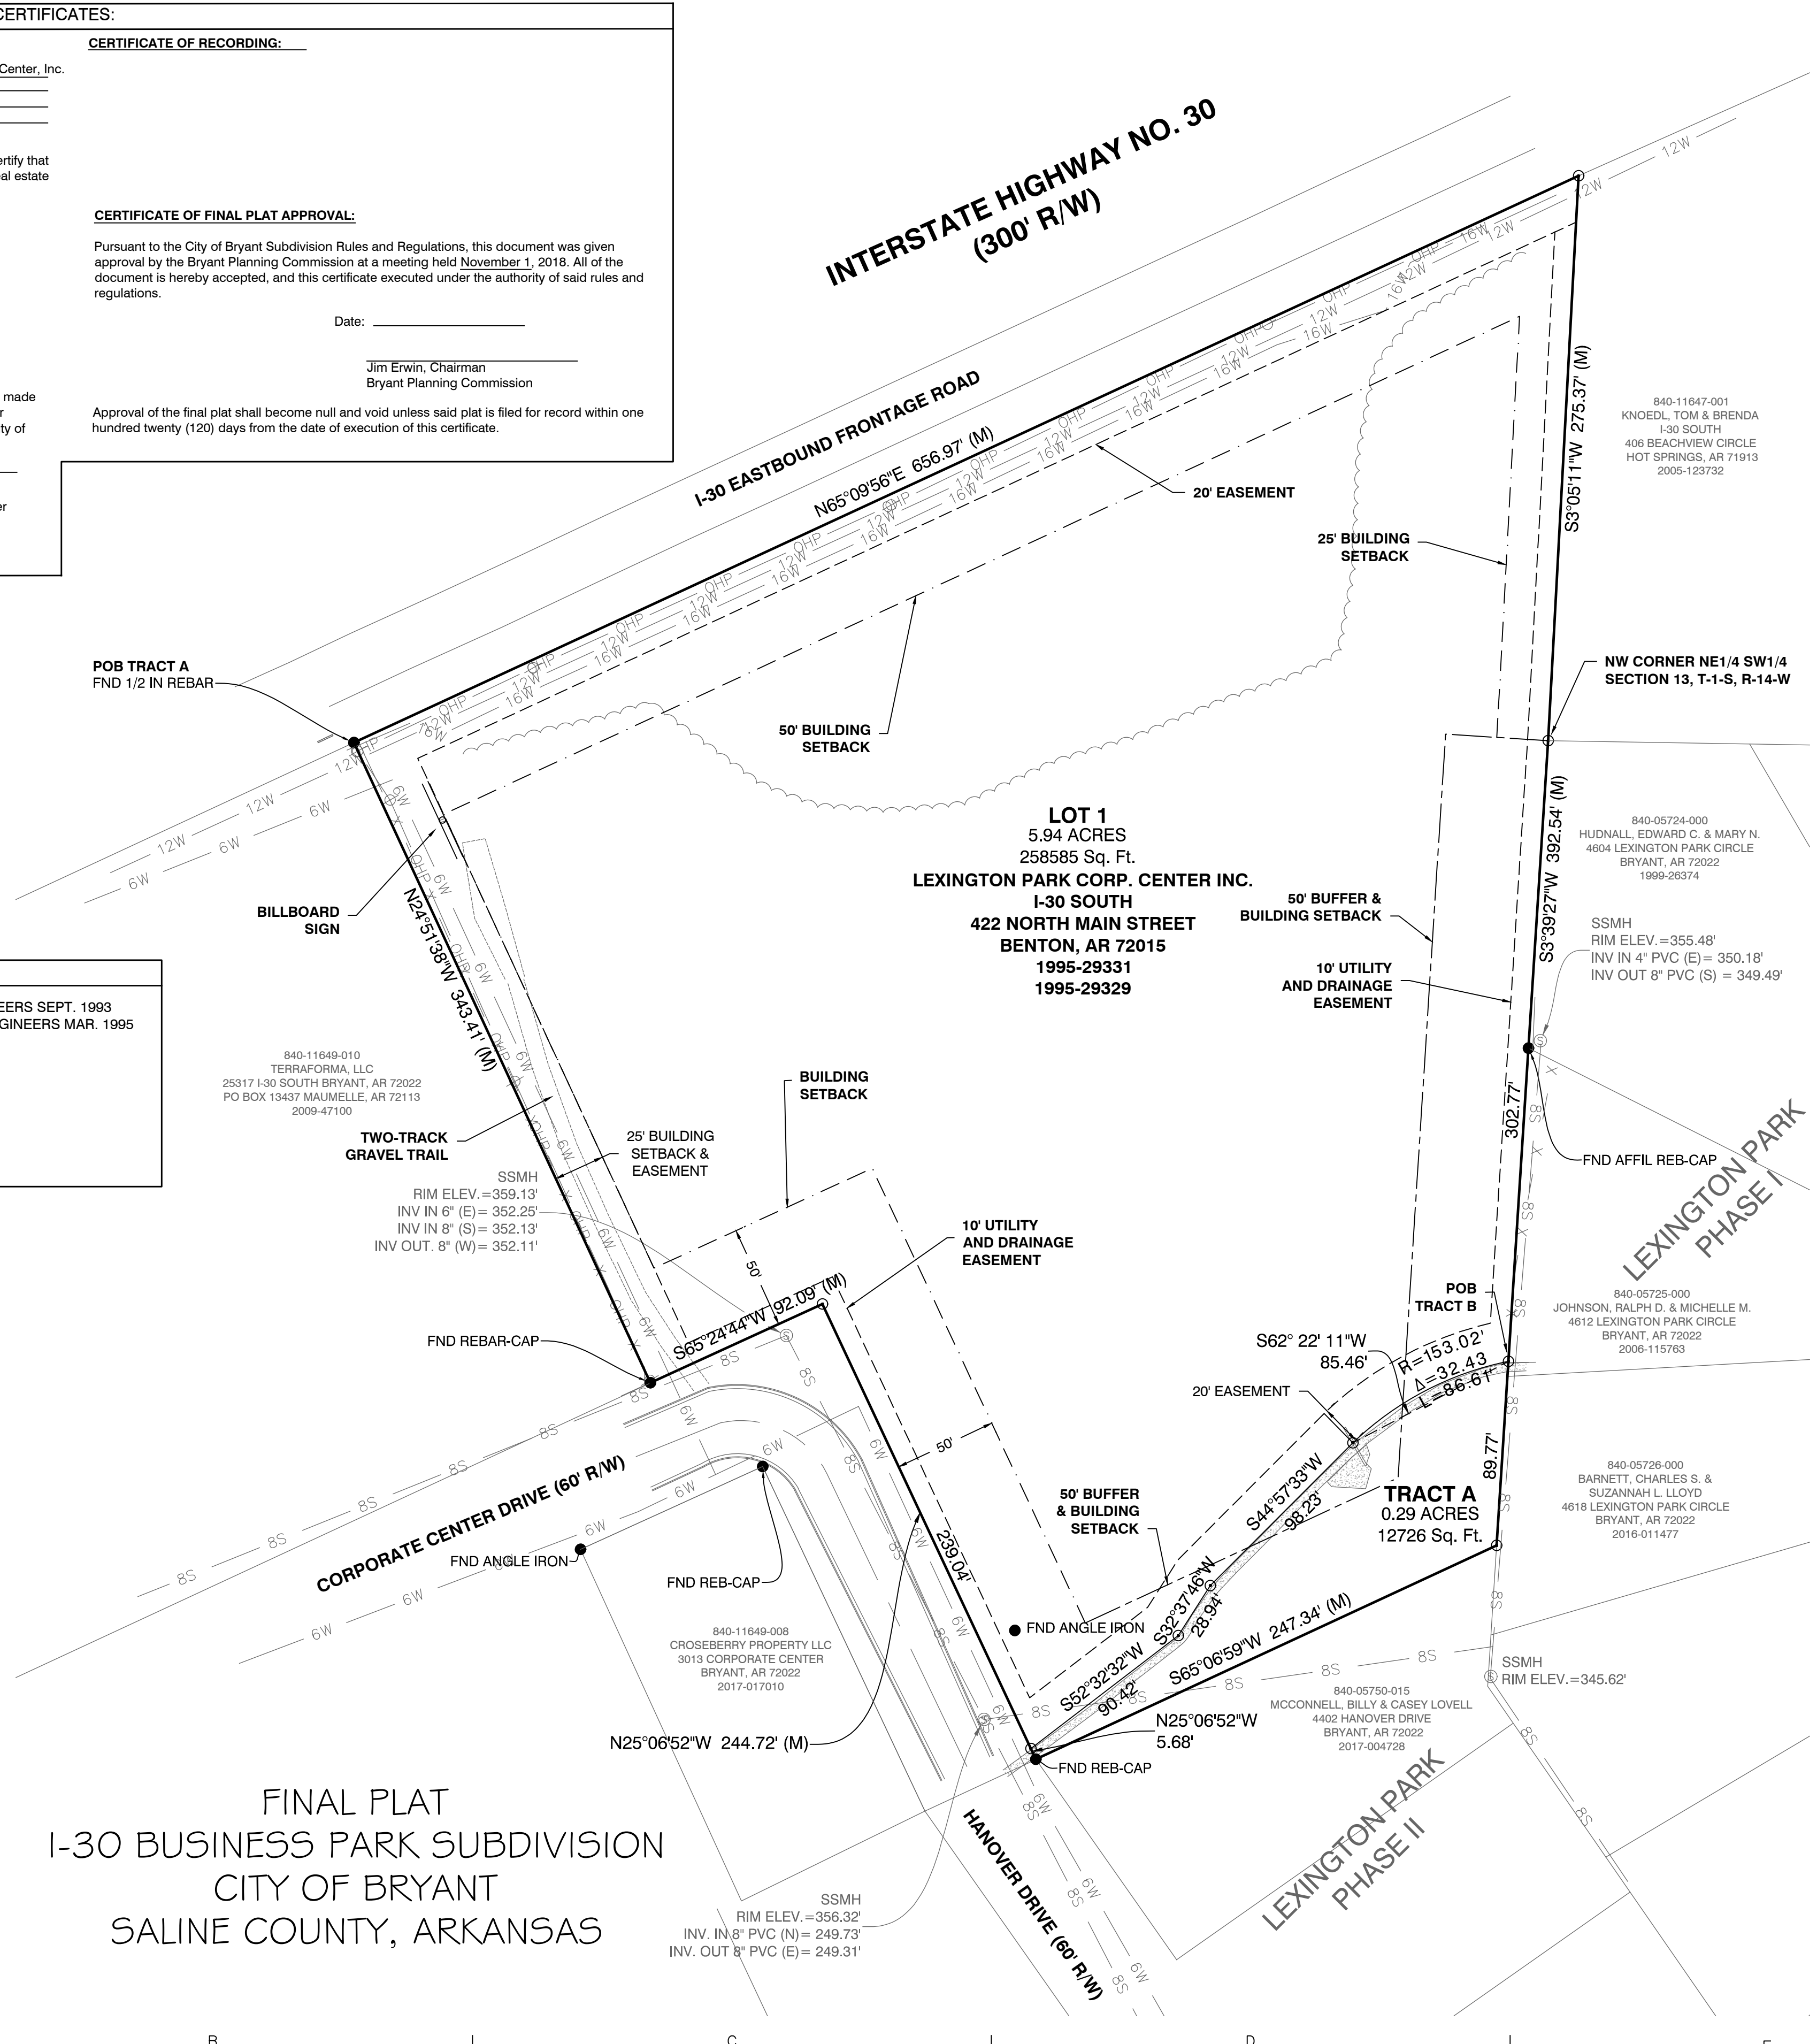 CERTIFICATES:
CERTIFICATE OF RECORDING:
Center, Inc.
ertify that
eal estate
CERTIFICATE OF FINAL PLAT APPROVAL:
Pursuant to the City of Bryant Subdivision Rules and Regulations, this document was given
approval by the Bryant Planning Commission at a meeting held November 1, 2018. All of the
document is hereby accepted, and this certificate executed under the authority of said rules and
regulations.
Date:
Jim Erwin, Chairman
Bryant Planning Commission
made
r
ty of
er
Approval of the final plat shall become null and void unless said plat is filed for record within one
hundred twenty (120) days from the date of execution of this certificate.
INTERSTATE HIGHWAY NO. 30
(300' R/W)
I-30 EASTBOUND FRONTAGE ROAD
N65°09'56"E 656.97' (M)
20' EASEMENT
25' BUILDING
SETBACK
S3°05'11"W 275.37' (M)
840-11647-001
KNOEDL, TOM & BRENDA
I-30 SOUTH
406 BEACHVIEW CIRCLE
HOT SPRINGS, AR 71913
2005-123732
POB TRACT A
FND 1/2 IN REBAR
NW CORNER NE1/4 SW1/4
SECTION 13, T-1-S, R-14-W
50' BUILDING
SETBACK
LOT 1
5.94 ACRES
258585 Sq. Ft.
LEXINGTON PARK CORP. CENTER INC.
I-30 SOUTH
422 NORTH MAIN STREET
BENTON, AR 72015
1995-29331
1995-29329
S3°39'27"W 392.54' (M)
840-05724-000
HUDNALL, EDWARD C. & MARY N.
4604 LEXINGTON PARK CIRCLE
BRYANT, AR 72022
1999-26374
50' BUFFER &
BUILDING SETBACK
SSMH
RIM ELEV.=355.48'
INV IN 4" PVC (E)= 350.18'
INV OUT 8" PVC (S) = 349.49'
10' UTILITY
AND DRAINAGE
EASEMENT
BILLBOARD
SIGN
N24°51'38"W 343.41' (M)
EERS SEPT. 1993
GINEERS MAR. 1995
840-11649-010
TERRAFORMA, LLC
25317 I-30 SOUTH BRYANT, AR 72022
PO BOX 13437 MAUMELLE, AR 72113
2009-47100
BUILDING
SETBACK
TWO-TRACK
GRAVEL TRAIL
25' BUILDING
SETBACK &
EASEMENT
SSMH
RIM ELEV.=359.13'
INV IN 6" (E)= 352.25'
INV IN 8" (S)= 352.13'
INV OUT. 8" (W)= 352.11'
302.77'
FND AFFIL REB-CAP
LEXINGTON PARK
PHASE I
10' UTILITY
AND DRAINAGE
EASEMENT
50'
S65°24'44"W 92.09' (M)
FND REBAR-CAP
POB
TRACT B
840-05725-000
JOHNSON, RALPH D. & MICHELLE M.
4612 LEXINGTON PARK CIRCLE
BRYANT, AR 72022
2006-115763
S62° 22' 11"W
85.46'
R=153.02'
Δ=32.43
L=86.61'
20' EASEMENT
50'
89.77'
S44°57'33"W
98.23'
TRACT A
0.29 ACRES
12726 Sq. Ft.
840-05726-000
BARNETT, CHARLES S. &
SUZANNAH L. LLOYD
4618 LEXINGTON PARK CIRCLE
BRYANT, AR 72022
2016-011477
50' BUFFER
& BUILDING
SETBACK
CORPORATE CENTER DRIVE (60' R/W)
FND ANGLE IRON
FND REB-CAP
239.04'
S32°37'46"W
28.94'
FND ANGLE IRON
840-11649-008
CROSEBERRY PROPERTY LLC
3013 CORPORATE CENTER
BRYANT, AR 72022
2017-017010
S52°32'32"W
90.42'
S65°06'59"W 247.34' (M)
SSMH
RIM ELEV.=345.62'
840-05750-015
MCCONNELL, BILLY & CASEY LOVELL
4402 HANOVER DRIVE
BRYANT, AR 72022
2017-004728
N25°06'52"W 244.72' (M)
N25°06'52"W
5.68'
FND REB-CAP
FINAL PLAT
I-30 BUSINESS PARK SUBDIVISION
CITY OF BRYANT
SALINE COUNTY, ARKANSAS
HANOVER DRIVE (60' R/W)
LEXINGTON PARK
PHASE II
SSMH
RIM ELEV.=356.32'
INV. IN 8" PVC (N)= 249.73'
INV. OUT 8" PVC (E)= 249.31'